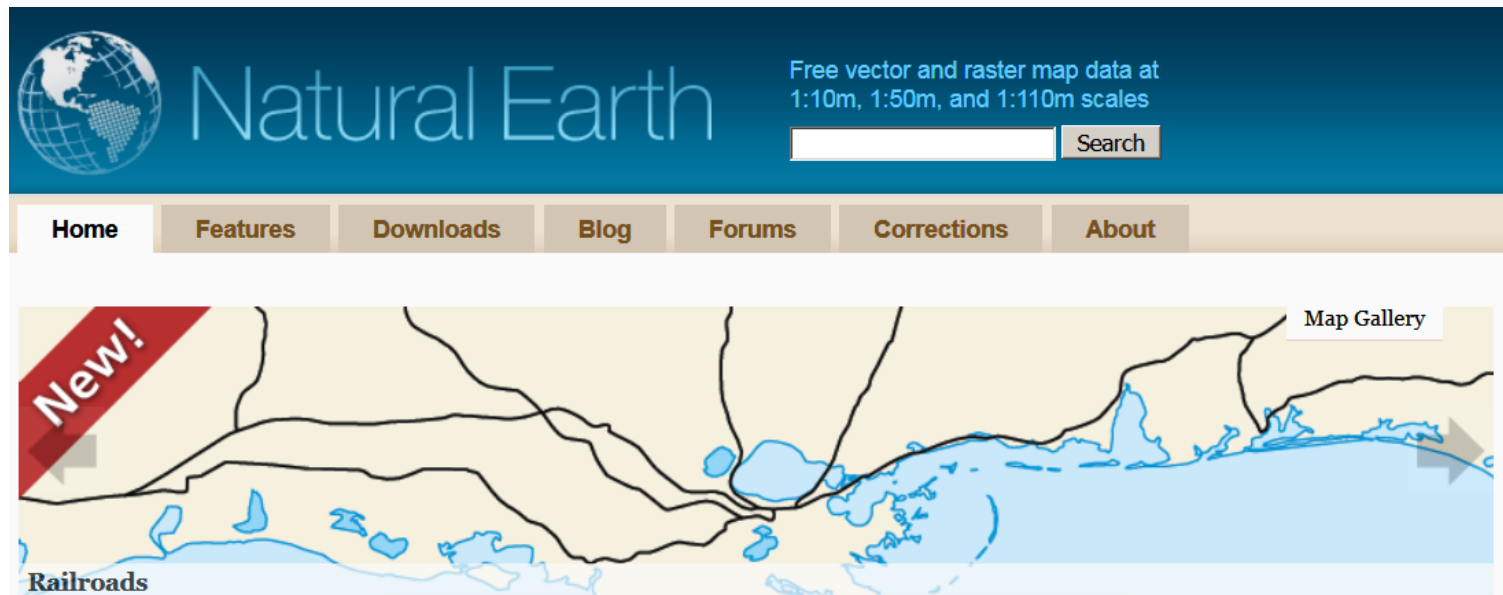 Natural Earth
Free vector and raster map data at
1:10m, 1:50m, and 1:110m scales
Search
Home Features Downloads Blog Forums Corrections About
New!
Map Gallery
Railroads